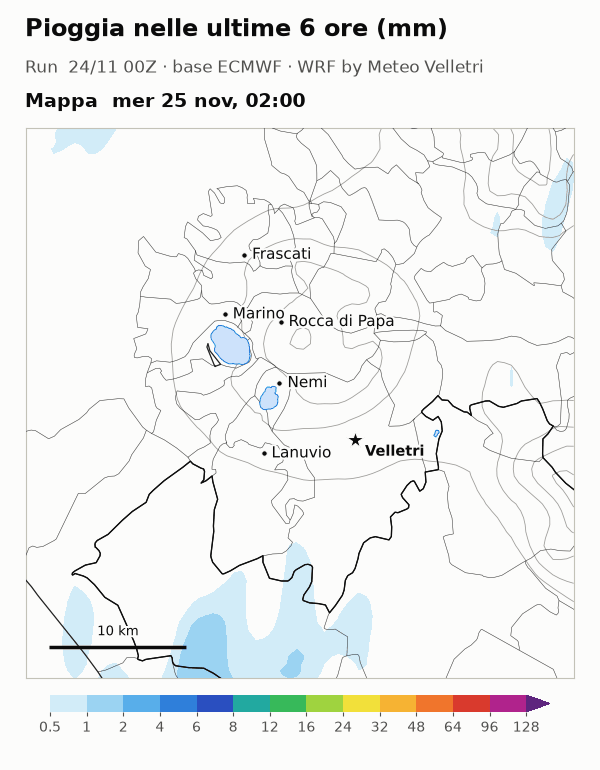 Pioggia nelle ultime 6 ore (mm)
Run  24/11 00Z · base ECMWF · WRF by Meteo Velletri
Mappa  mer 25 nov, 02:00
Frascati
Marino
Rocca di Papa
Nemi
Velletri
Lanuvio
10 km
0.5 1 2 4 6 8 12 16 24 32 48 64 96 128